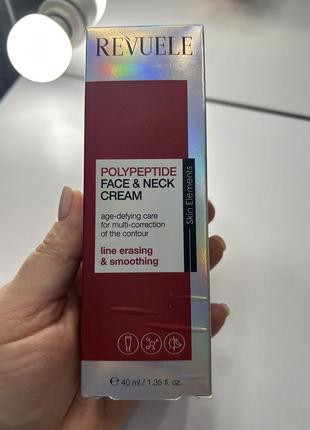 REVUELE
POLYPEPTIDE
FACE & NECK
CREAM
age-defying care
for multi-correction
of the contour
line erasing
& smoothing
Skin Elements
℮ 40 ml / 1.35 fl. oz.